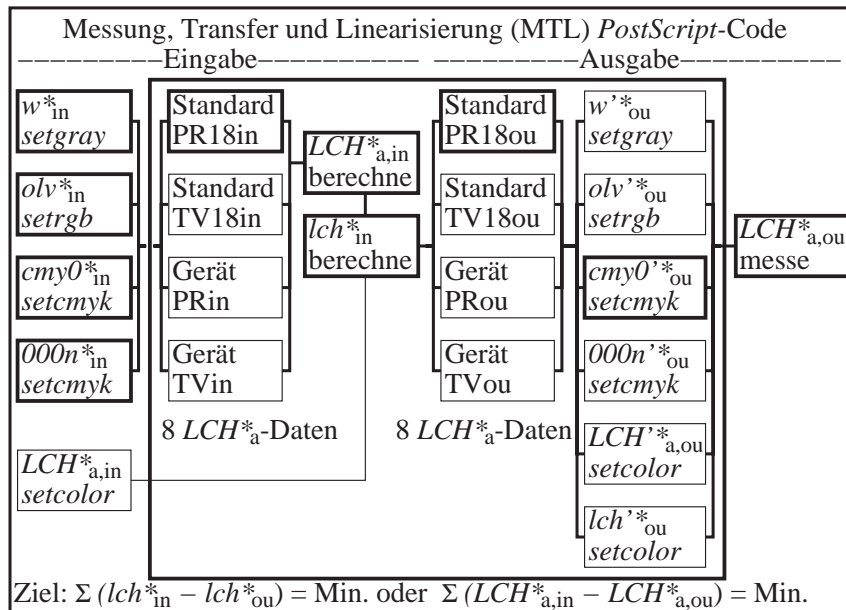 Messung, Transfer und Linearisierung (MTL) PostScript-Code
––––––––––––Eingabe––––––––––––– –––––––––––––Ausgabe––––––––––––––
w*in
setgray
olv*in
setrgb
cmy0*in
setcmyk
000n*in
setcmyk
LCH*a,in
setcolor
Standard
PR18in
Standard
TV18in
Gerät
PRin
Gerät
TVin
8 LCH*a-Daten
LCH*a,in
berechne
lch*in
berechne
Standard
PR18ou
Standard
TV18ou
Gerät
PRou
Gerät
TVou
8 LCH*a-Daten
w’*ou
setgray
olv’*ou
setrgb
cmy0’*ou
setcmyk
000n’*ou
setcmyk
LCH’*a,ou
setcolor
lch’*ou
setcolor
LCH*a,ou
messe
Ziel: Σ (lch*in – lch*ou) = Min. oder Σ (LCH*a,in – LCH*a,ou) = Min.